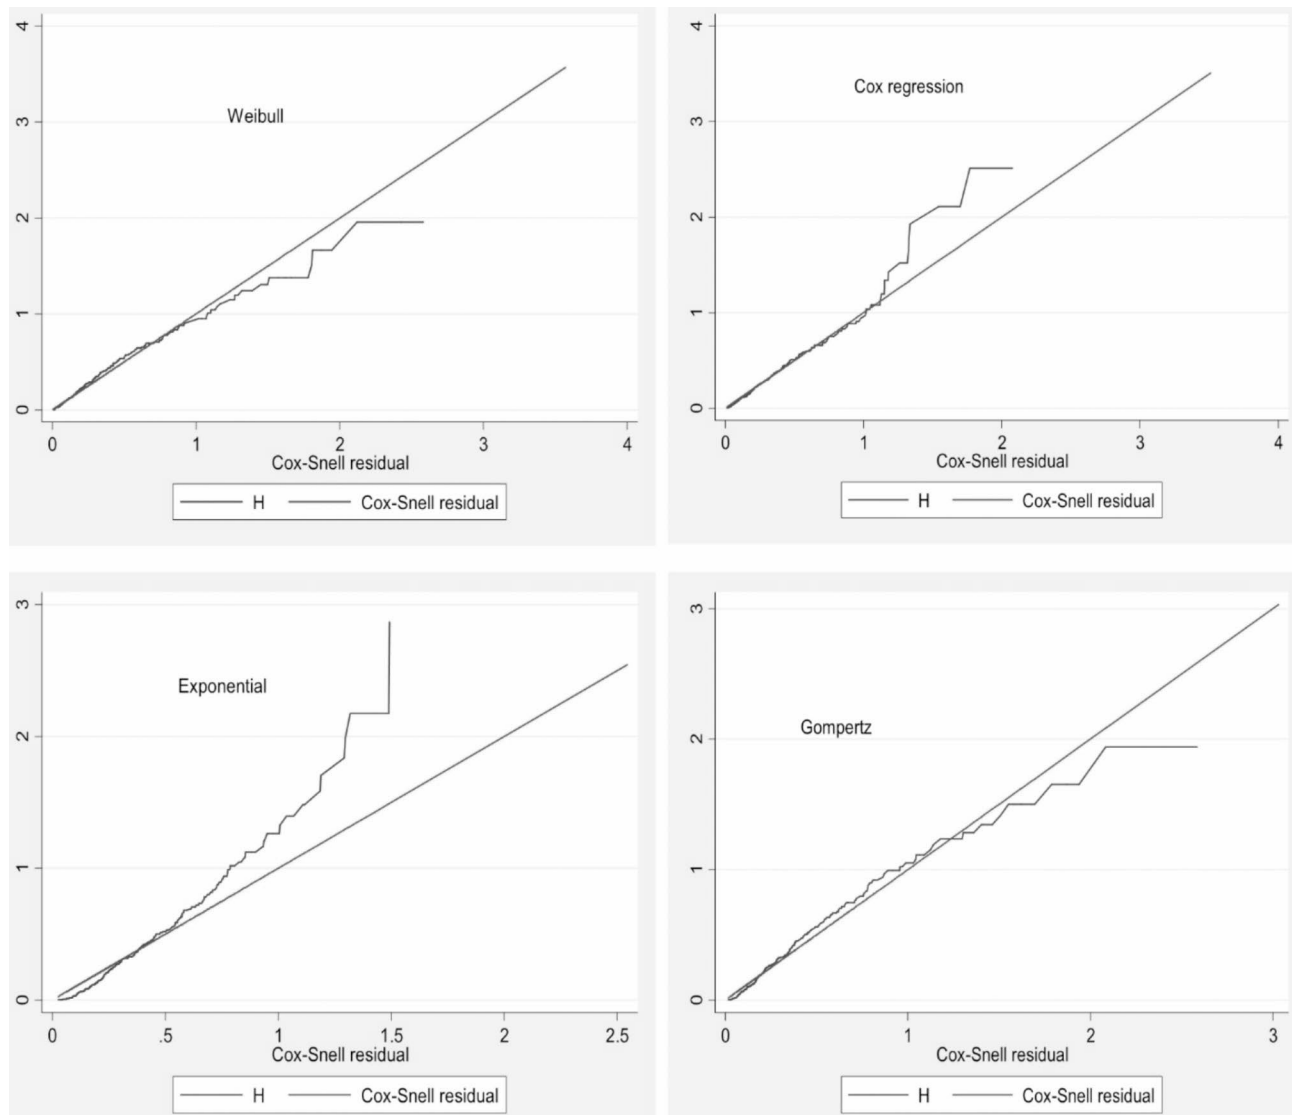 4
3
2
1
0
Weibull
0 1 2 3 4
Cox-Snell residual
H Cox-Snell residual
4
3
2
1
0
Cox regression
0 1 2 3 4
Cox-Snell residual
H Cox-Snell residual
3
2
1
0
Exponential
0 .5 1 1.5 2 2.5
Cox-Snell residual
H Cox-Snell residual
3
2
1
0
Gompertz
0 1 2 3
Cox-Snell residual
H Cox-Snell residual